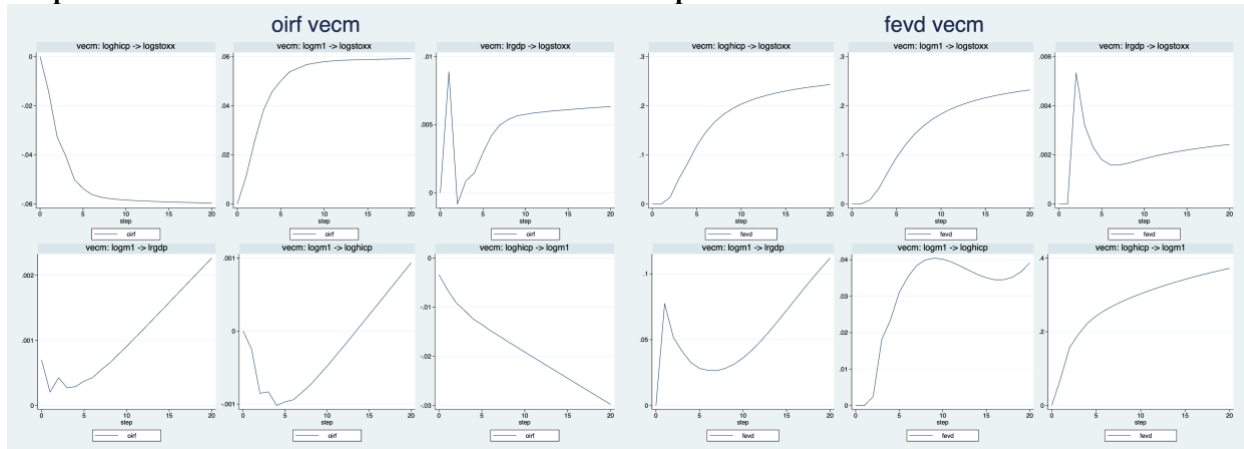 oirf vecm
fevd vecm
vecm: loghicp -> logstoxx
vecm: logm1 -> logstoxx
vecm: lrgdp -> logstoxx
vecm: loghicp -> logstoxx
vecm: logm1 -> logstoxx
vecm: lrgdp -> logstoxx
0
-.02
-.04
-.06
0 5 10 15 20
step
oirf
.06
.04
.02
0
0 5 10 15 20
step
oirf
.01
.005
0
0 5 10 15 20
step
oirf
.3
.2
.1
0
0 5 10 15 20
step
fevd
.3
.2
.1
0
0 5 10 15 20
step
fevd
.006
.004
.002
0
0 5 10 15 20
step
fevd
vecm: logm1 -> lrgdp
vecm: logm1 -> loghicp
vecm: loghicp -> logm1
vecm: logm1 -> lrgdp
vecm: logm1 -> loghicp
vecm: loghicp -> logm1
.002
.001
0
0 5 10 15 20
step
oirf
.001
0
-.001
0 5 10 15 20
step
oirf
0
-.01
-.02
-.03
0 5 10 15 20
step
oirf
.1
.05
0
0 5 10 15 20
step
fevd
.04
.03
.02
.01
0
0 5 10 15 20
step
fevd
.4
.2
0
0 5 10 15 20
step
fevd